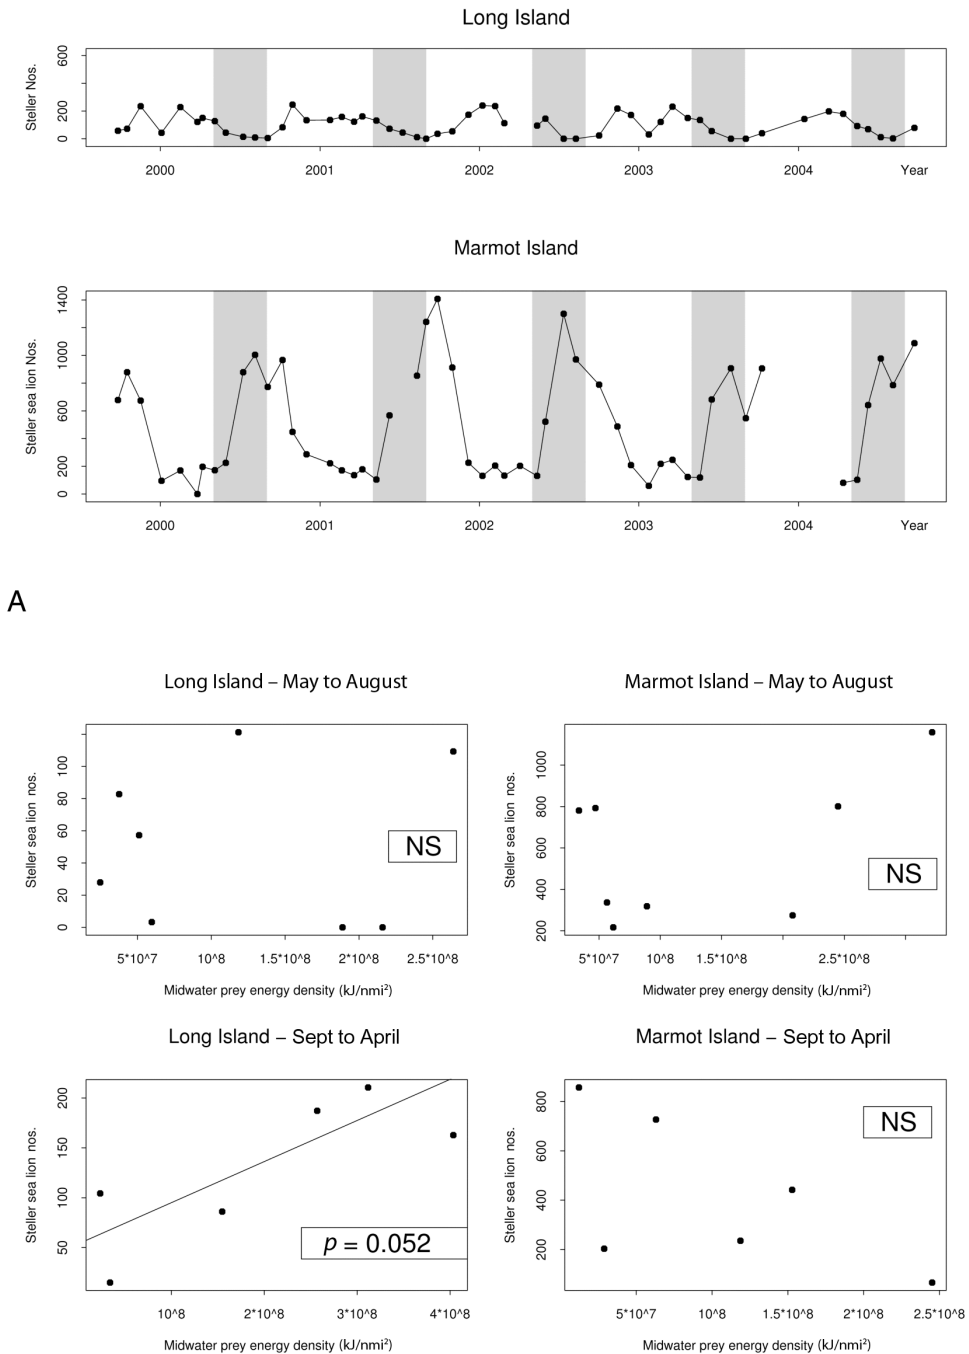 Long Island
Steller Nos.
600
200
0
2000 2001 2002 2003 2004 Year
Marmot Island
Steller sea lion Nos.
1400
1000
600
200
0
2000 2001 2002 2003 2004 Year
A
Long Island – May to August
Steller sea lion nos.
100
80
60
40
20
0
NS
5*10^7 10^8 1.5*10^8 2*10^8 2.5*10^8
Midwater prey energy density (kJ/nmi²)
Marmot Island – May to August
Steller sea lion nos.
1000
800
600
400
200
NS
5*10^7 10^8 1.5*10^8 2.5*10^8
Midwater prey energy density (kJ/nmi²)
Long Island – Sept to April
Steller sea lion nos.
200
150
100
50
p = 0.052
10^8 2*10^8 3*10^8 4*10^8
Midwater prey energy density (kJ/nmi²)
Marmot Island – Sept to April
Steller sea lion nos.
800
600
400
200
NS
5*10^7 10^8 1.5*10^8 2*10^8 2.5*10^8
Midwater prey energy density (kJ/nmi²)